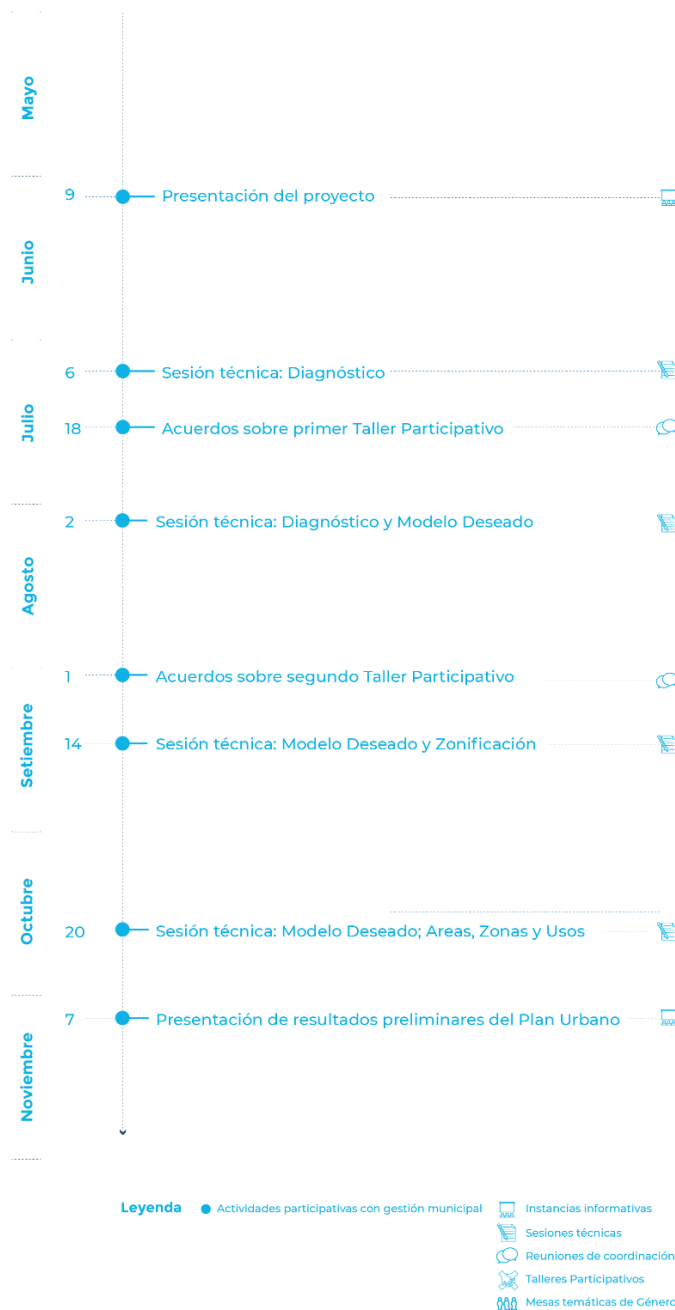 Mayo
9 Presentación del proyecto
Junio
6 Sesión técnica: Diagnóstico
Julio
18 Acuerdos sobre primer Taller Participativo
2 Sesión técnica: Diagnóstico y Modelo Deseado
Agosto
1 Acuerdos sobre segundo Taller Participativo
Setiembre
14 Sesión técnica: Modelo Deseado y Zonificación
Octubre
20 Sesión técnica: Modelo Deseado; Areas, Zonas y Usos
7 Presentación de resultados preliminares del Plan Urbano
Noviembre
Leyenda
Actividades participativas con gestión municipal
Instancias informativas
Sesiones técnicas
Reuniones de coordinación
Talleres Participativos
Mesas temáticas de Género